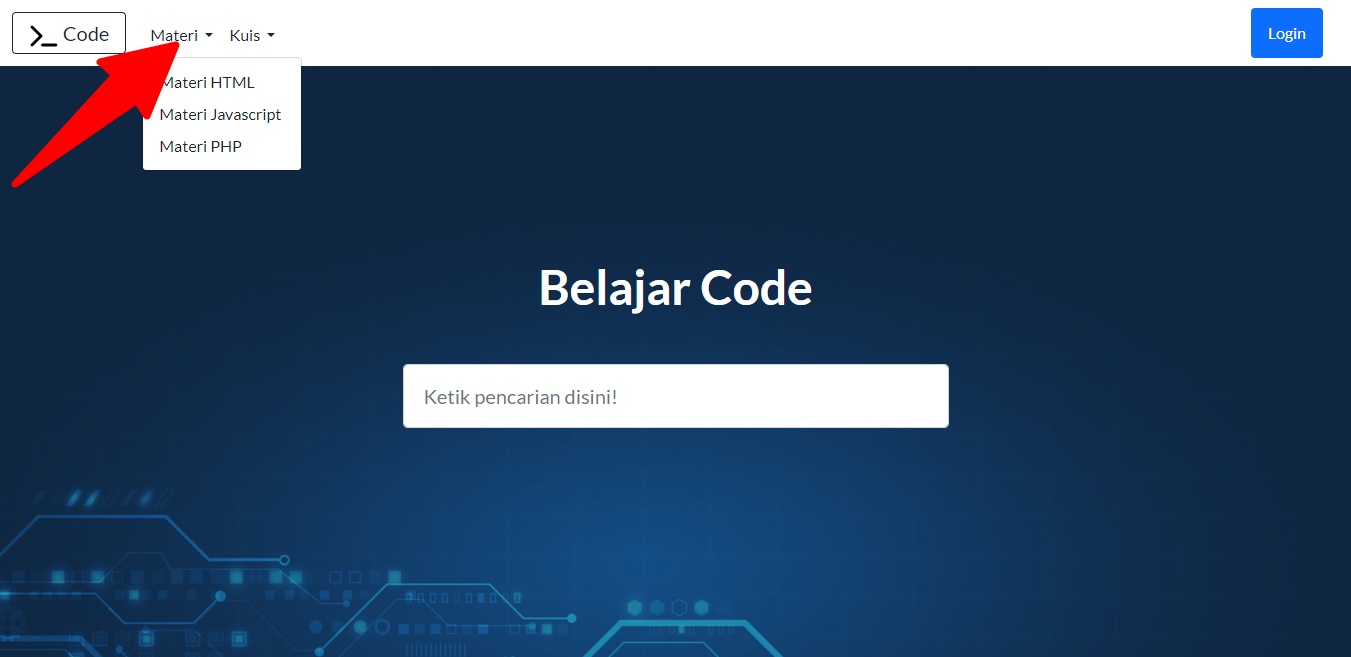 Code
Materi
Kuis
Login
Materi HTML
Materi Javascript
Materi PHP
Belajar Code
Ketik pencarian disini!